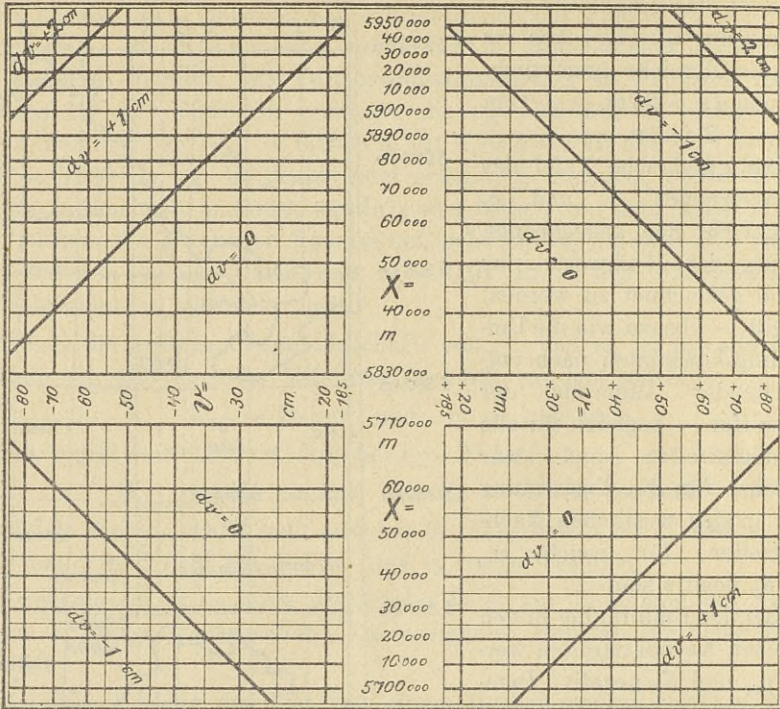 dv=+2 cm
dv = +1 cm
dv = 0
5950 000
40 000
30 000
20 000
10 000
5900 000
5890 000
80 000
70 000
60 000
50 000
X =
40 000
m
5830 000
dv=-2 cm
dv = -1 cm
dv = 0
-80
-70
-60
-50
-40
v =
-30
cm
-20
-18,5
+18,5
+20
cm
+30
v =
+40
+50
+60
+70
+80
5770 000
m
60 000
X =
50 000
40 000
30 000
20 000
10 000
5700 000
dv = 0
dv = -1 cm
dv = 0
dv = +1 cm